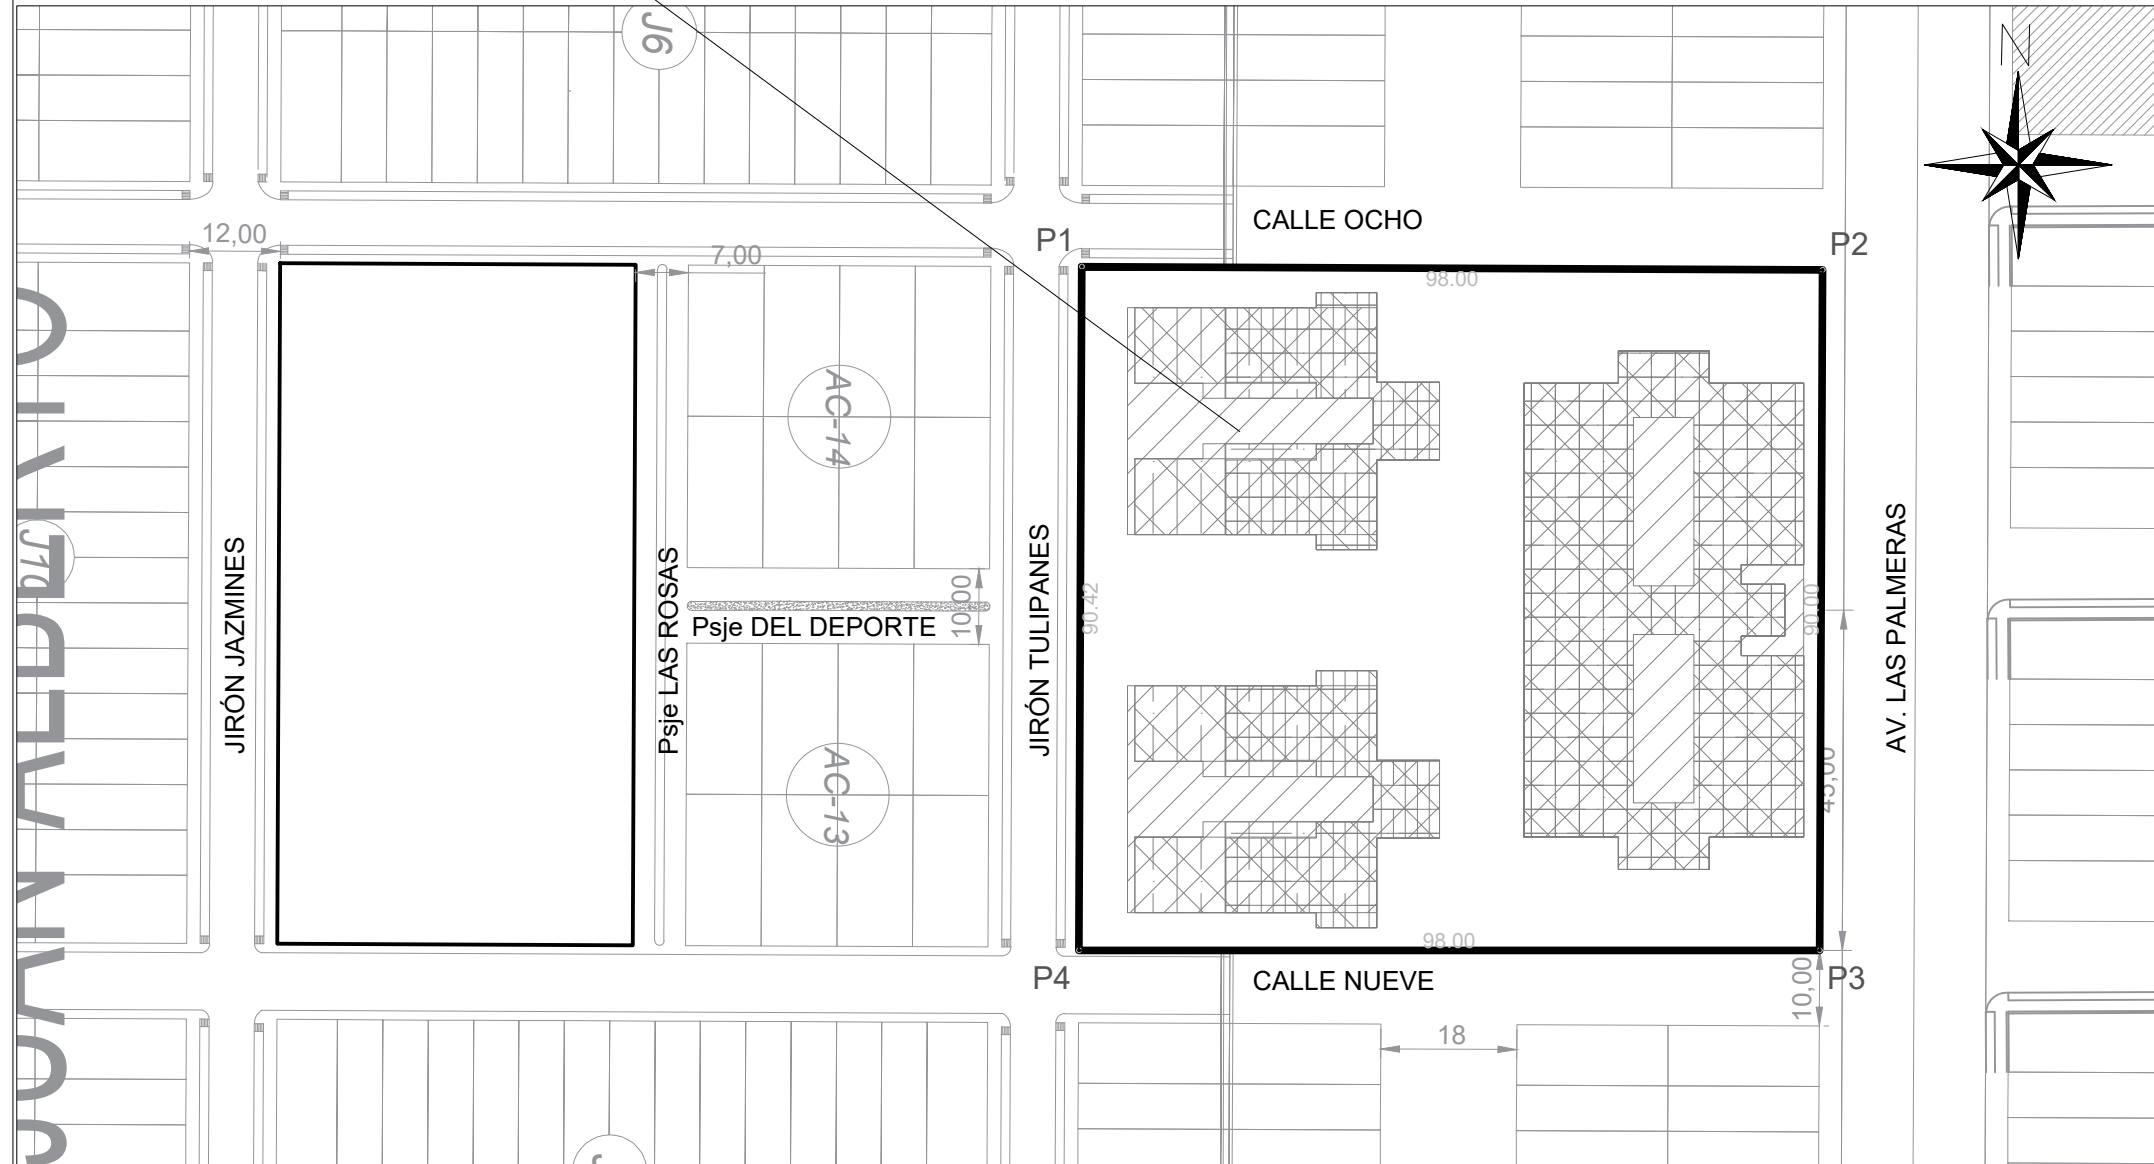 J6
N
CALLE OCHO
P1
P2
12,00
7,00
98.00
AC-14
JIRÓN JAZMINES
Psje LAS ROSAS
10,00
Psje DEL DEPORTE
JIRÓN TULIPANES
90.42
90.00
AV. LAS PALMERAS
45,00
AC-13
98.00
P4
CALLE NUEVE
10,00
P3
18